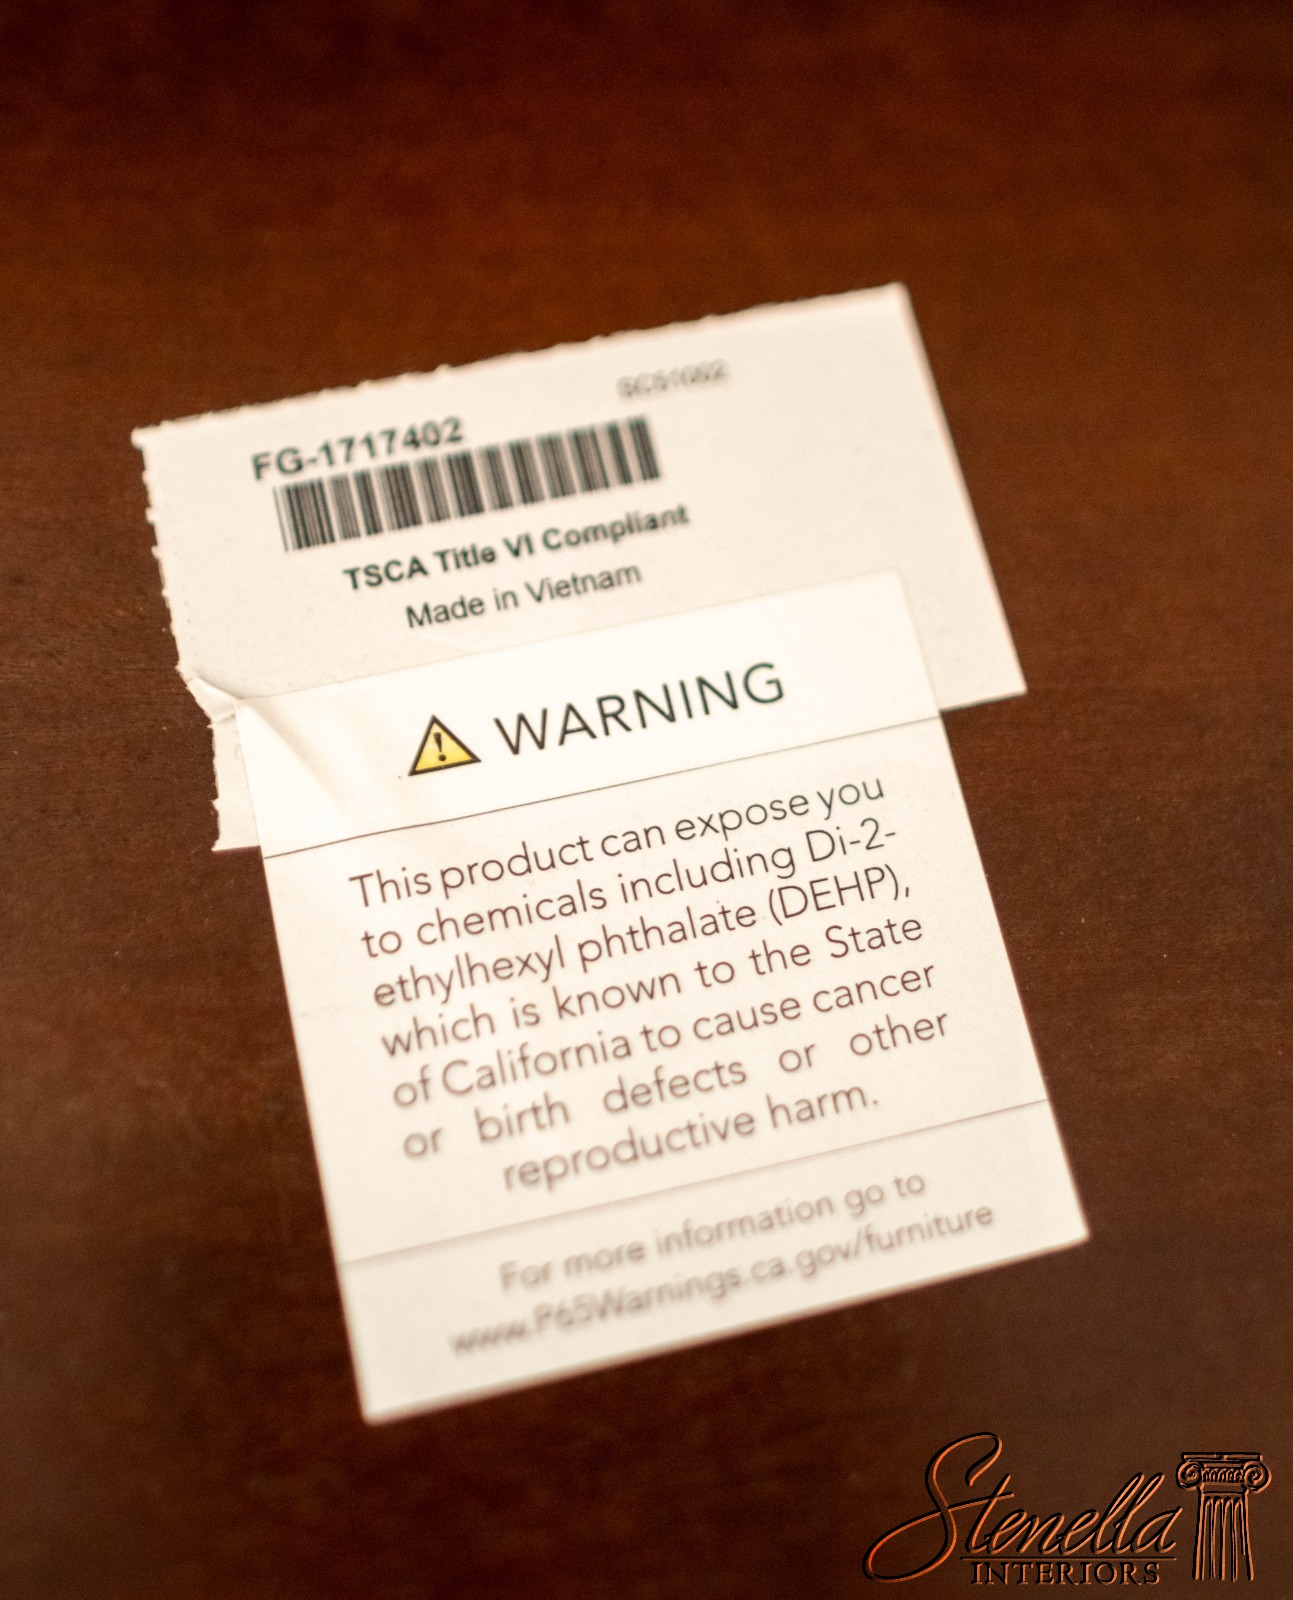 SC51002
FG-1717402
TSCA Title VI Compliant
Made in Vietnam
⚠ WARNING
This product can expose you
to chemicals including Di-2-
ethylhexyl phthalate (DEHP),
which is known to the State
of California to cause cancer
or birth defects or other
reproductive harm.
For more information go to
www.P65Warnings.ca.gov/furniture
Stenella
INTERIORS